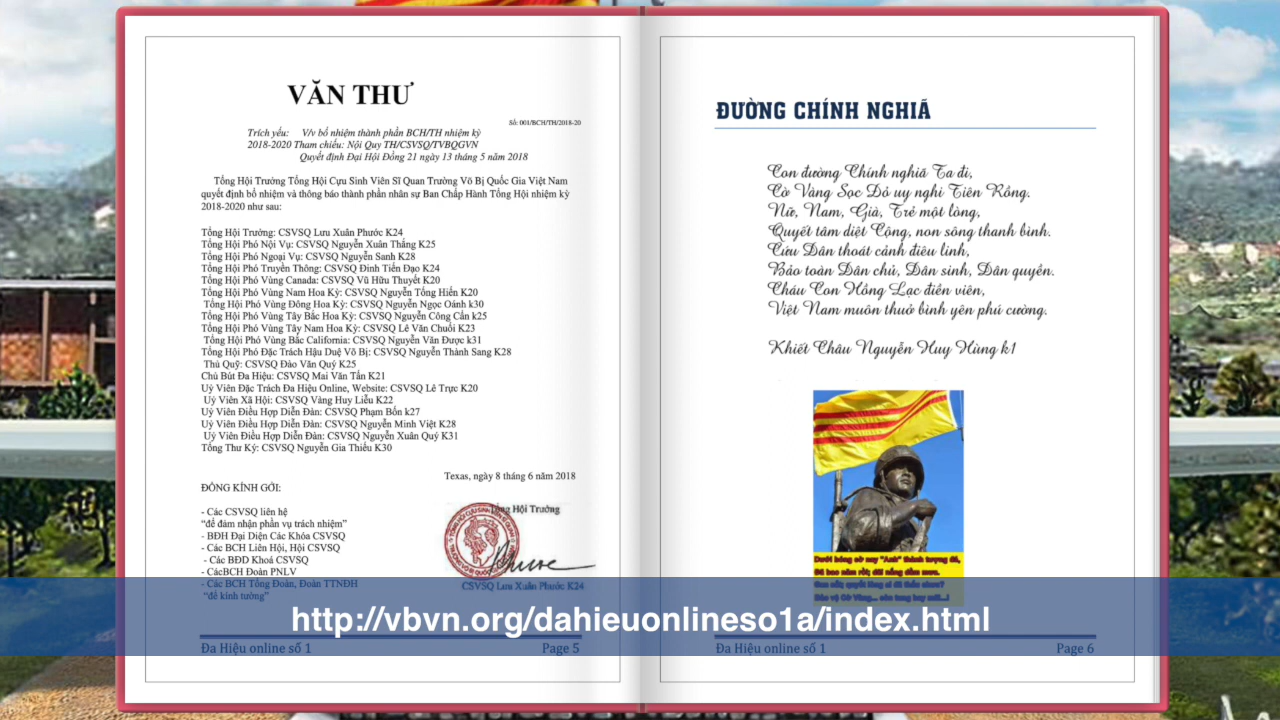 VĂN THƯ
Số: 001/BCH/TH/2018-20
Trích yếu: V/v bổ nhiệm thành phần BCH/TH nhiệm kỳ
2018-2020 Tham chiếu: Nội Quy TH/CSVSQ/TVBQGVN
Quyết định Đại Hội Đồng 21 ngày 13 tháng 5 năm 2018
Tổng Hội Trưởng Tổng Hội Cựu Sinh Viên Sĩ Quan Trường Võ Bị Quốc Gia Việt Nam
quyết định bổ nhiệm và thông báo thành phần nhân sự Ban Chấp Hành Tổng Hội nhiệm kỳ
2018-2020 như sau:
Tổng Hội Trưởng: CSVSQ Lưu Xuân Phước K24
Tổng Hội Phó Nội Vụ: CSVSQ Nguyễn Xuân Thắng K25
Tổng Hội Phó Ngoại Vụ: CSVSQ Nguyễn Sanh K28
Tổng Hội Phó Truyền Thông: CSVSQ Đinh Tiến Đạo K24
Tổng Hội Phó Vùng Canada: CSVSQ Vũ Hữu Thuyết K20
Tổng Hội Phó Vùng Nam Hoa Kỳ: CSVSQ Nguyễn Tống Hiến K20
Tổng Hội Phó Vùng Đông Hoa Kỳ: CSVSQ Nguyễn Ngọc Oánh k30
Tổng Hội Phó Vùng Tây Bắc Hoa Kỳ: CSVSQ Nguyễn Công Cẩn k25
Tổng Hội Phó Vùng Tây Nam Hoa Kỳ: CSVSQ Lê Văn Chuối K23
Tổng Hội Phó Vùng Bắc California: CSVSQ Nguyễn Văn Được k31
Tổng Hội Phó Đặc Trách Hậu Duệ Võ Bị: CSVSQ Nguyễn Thành Sang K28
Thủ Quỹ: CSVSQ Đào Văn Quý K25
Chủ Bút Đa Hiệu: CSVSQ Mai Văn Tấn K21
Uỷ Viên Đặc Trách Đa Hiệu Online, Website: CSVSQ Lê Trực K20
Uỷ Viên Xã Hội: CSVSQ Vàng Huy Liễu K22
Uỷ Viên Điều Hợp Diễn Đàn: CSVSQ Phạm Bốn k27
Uỷ Viên Điều Hợp Diễn Đàn: CSVSQ Nguyễn Minh Việt K28
Uỷ Viên Điều Hợp Diễn Đàn: CSVSQ Nguyễn Xuân Quý K31
Tổng Thư Ký: CSVSQ Nguyễn Gia Thiều K30
Texas, ngày 8 tháng 6 năm 2018
ĐỒNG KÍNH GỞI:
- Các CSVSQ liên hệ
“để đảm nhận phần vụ trách nhiệm”
- BĐH Đại Diện Các Khóa CSVSQ
- Các BCH Liên Hội, Hội CSVSQ
- Các BĐD Khoá CSVSQ
- CácBCH Đoàn PNLV
- Các BCH Tổng Đoàn, Đoàn TTNĐH
“để kính tường”
Tổng Hội Trưởng
CSVSQ Lưu Xuân Phước K24
Đa Hiệu online số 1 Page 5
ĐƯỜNG CHÍNH NGHIÃ
Con đường Chính nghiã Ta đi,
Cờ Vàng Sọc Đỏ uy nghi Tiên Rồng.
Nữ, Nam, Già, Trẻ một lòng,
Quyết tâm diệt Cộng, non sông thanh bình.
Cứu Dân thoát cảnh điêu linh,
Bảo toàn Dân chủ, Dân sinh, Dân quyền.
Cháu Con Hồng Lạc điền viên,
Việt Nam muôn thuở bình yên phú cường.
Khiết Châu Nguyễn Huy Hùng k1
Dưới bóng cờ nay "Anh" thành tượng đá,
Đã bao năm rồi; dãi nắng dầm mưa.
Đa Hiệu online số 1 Page 6
http://vbvn.org/dahieuonlineso1a/index.html